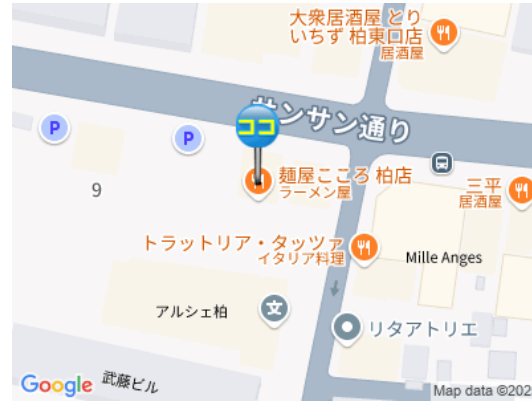 大衆居酒屋 とり
いちず 柏東口店
居酒屋
サンサン通り
P
P
ココ
麺屋こころ 柏店
ラーメン屋
9
三平
居酒屋
トラットリア・タッツァ
イタリア料理
Mille Anges
アルシェ柏
文
リタアトリエ
武藤ビル
Google
Map data ©202